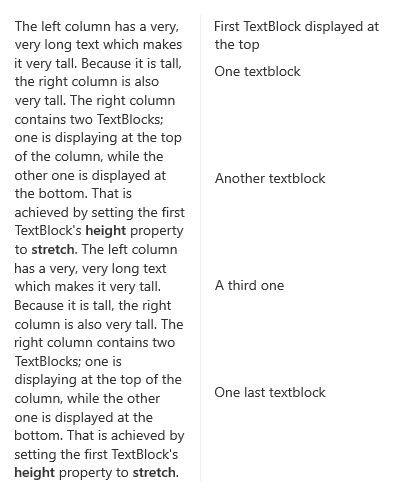 The left column has a very,
very long text which makes
it very tall. Because it is tall,
the right column is also
very tall. The right column
contains two TextBlocks;
one is displaying at the top
of the column, while the
other one is displayed at
the bottom. That is
achieved by setting the first
TextBlock's height property
to stretch. The left column
has a very, very long text
which makes it very tall.
Because it is tall, the right
column is also very tall. The
right column contains two
TextBlocks; one is
displaying at the top of the
column, while the other
one is displayed at the
bottom. That is achieved by
setting the first TextBlock's
height property to stretch.
First TextBlock displayed at
the top
One textblock
Another textblock
A third one
One last textblock